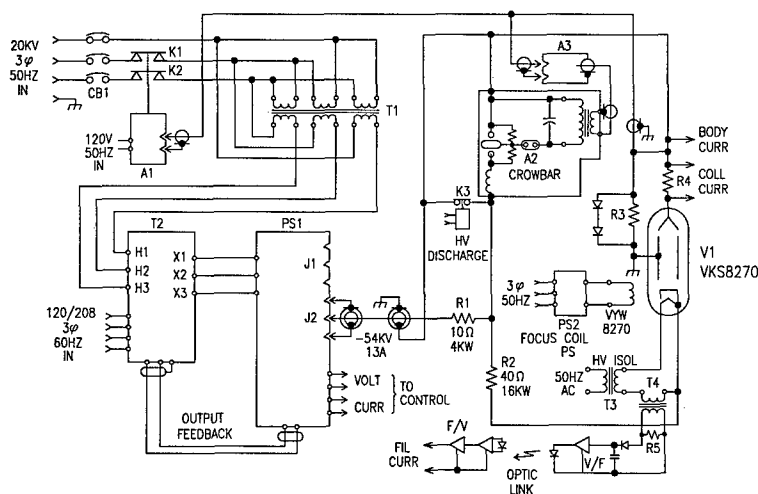 20KV
3φ
50HZ
IN
CB1
K1
K2
120V
50HZ
IN
A1
T1
A3
A2
CROWBAR
K3
HV
DISCHARGE
BODY
CURR
COLL
CURR
R4
R3
V1
VKS8270
T2
H1
H2
H3
X1
X2
X3
PS1
J1
J2
-54KV
13A
R1
10Ω
4KW
R2
40Ω
16KW
3φ
50HZ
PS2
FOCUS COIL
PS
VYW
8270
120/208
3φ
60HZ
IN
OUTPUT
FEEDBACK
VOLT
CURR
TO
CONTROL
HV ISOL
50HZ
AC
T3
T4
R5
FIL
CURR
F/V
OPTIC
LINK
V/F